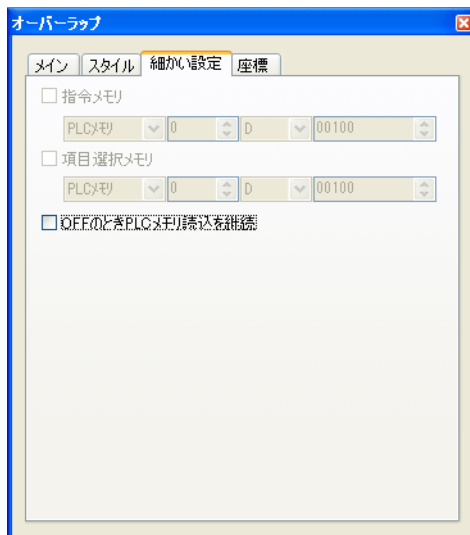 オーバーラップ
メイン スタイル 細かい設定 座標
指令メモリ
PLCメモリ 0 D 00100
項目選択メモリ
PLCメモリ 0 D 00100
OFFのときPLCメモリ読込を継続